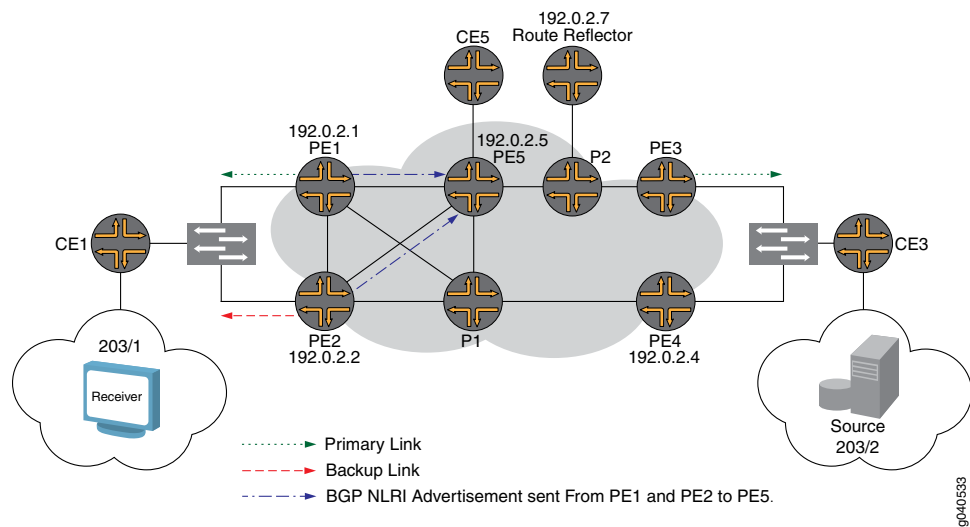 192.0.2.7
Route Reflector
CE5
192.0.2.1
PE1
192.0.2.5
PE5
P2
PE3
CE1
CE3
PE2
192.0.2.2
P1
PE4
192.0.2.4
203/1
Receiver
Source
203/2
Primary Link
Backup Link
BGP NLRI Advertisement sent From PE1 and PE2 to PE5.
g040533